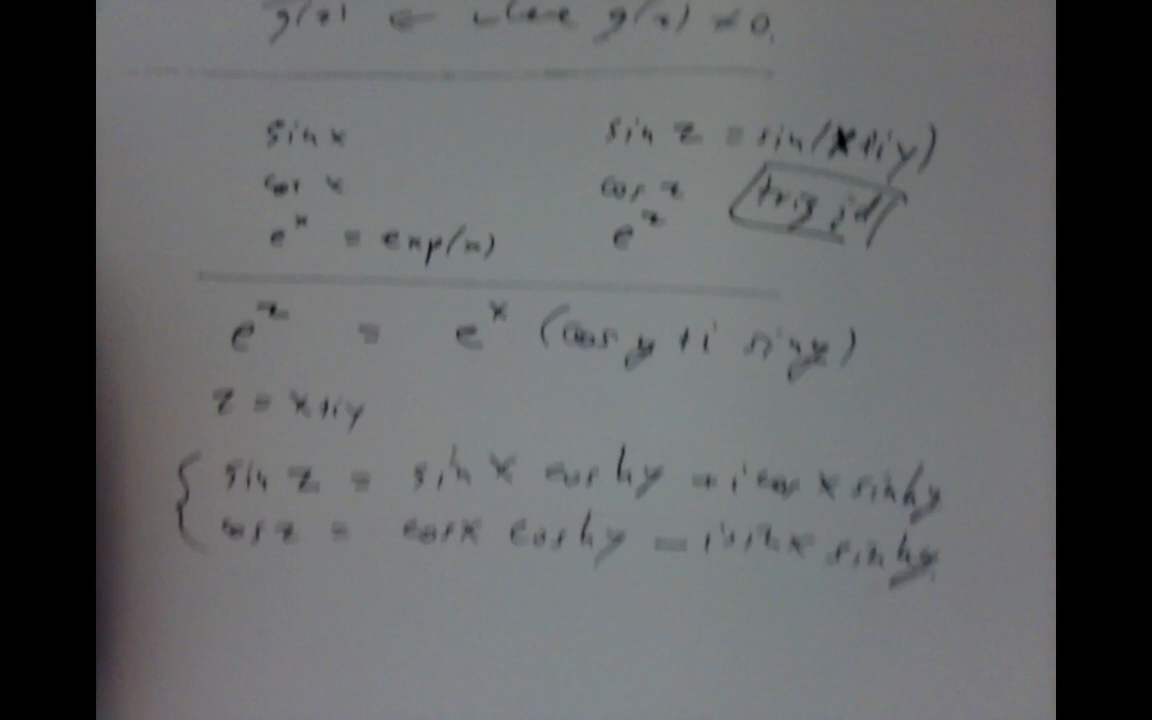 g(z) ← where g(z) ≠ 0.
sin x sin z = sin(x+iy)
cos x cos z trig id
e^x = exp(x) e^z
e^z = e^x (cos y + i sin y)
z = x+iy
sin z = sin x cosh y + i cos x sinh y
cos z = cos x cosh y - i sin x sinh y.